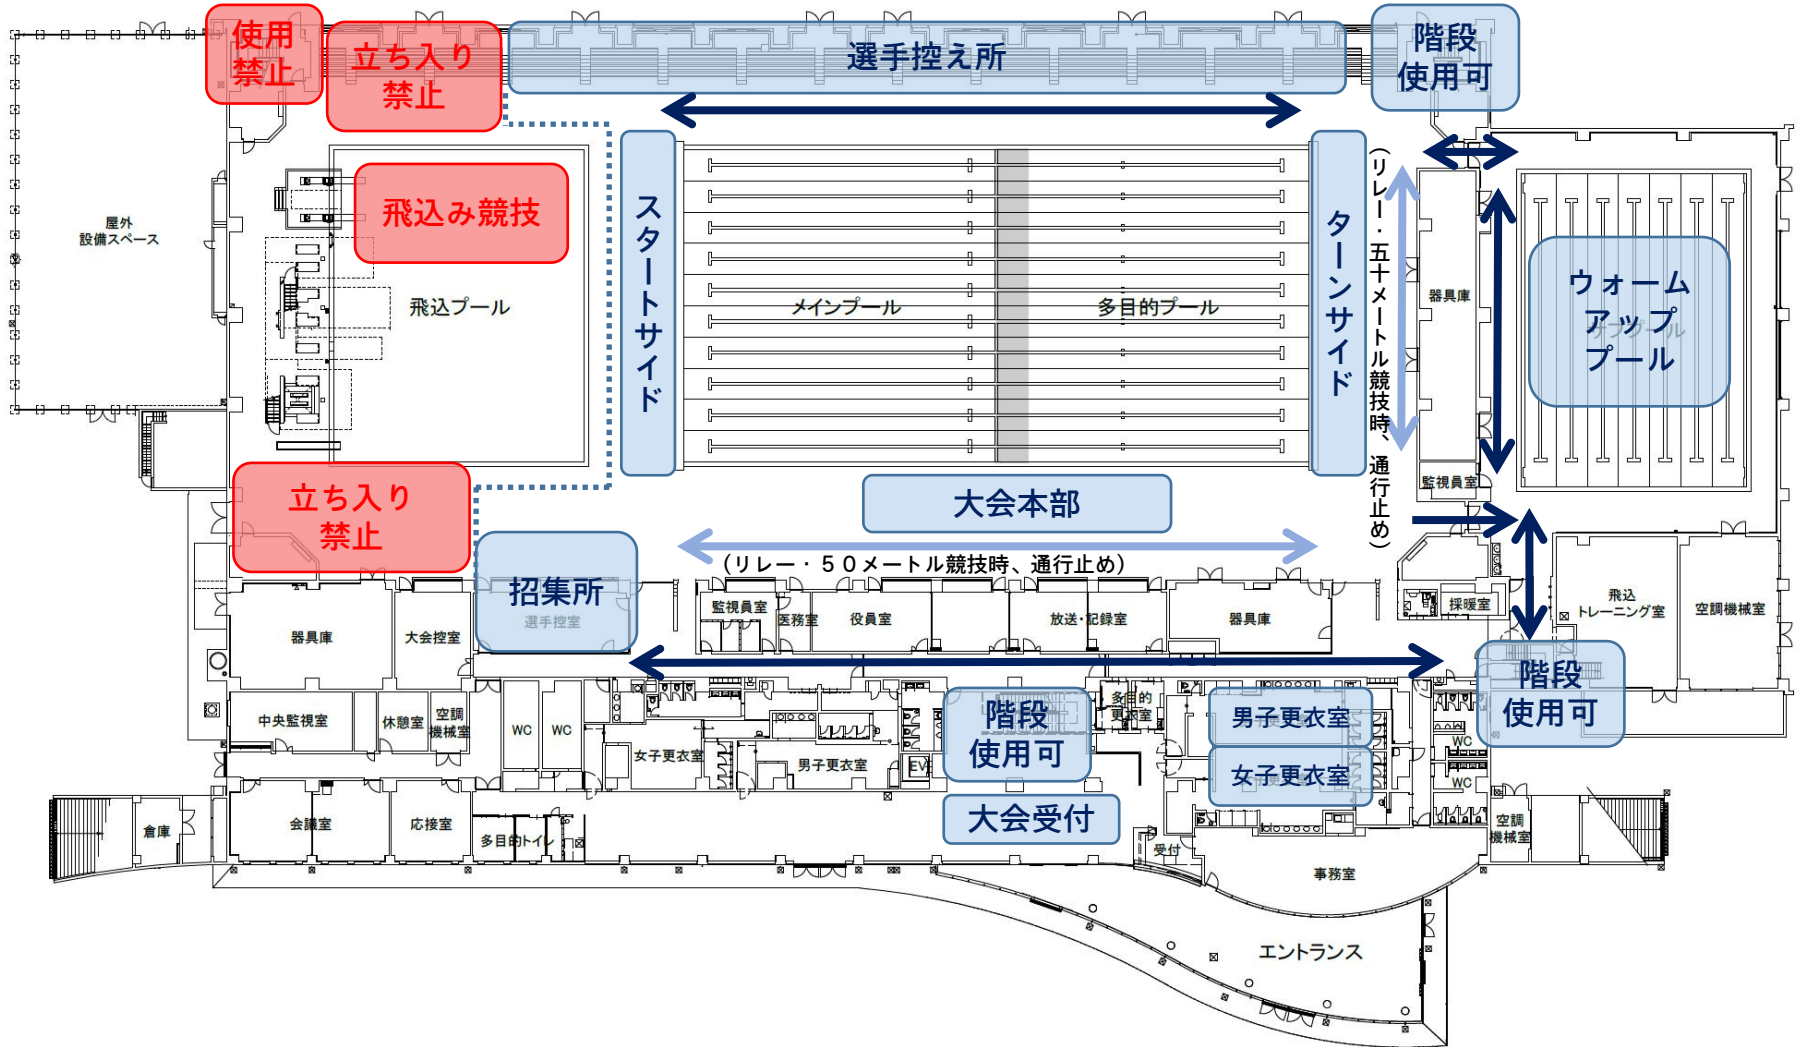 使用
禁止
立ち入り
禁止
選手控え所
階段
使用可
飛込み競技
スタートサイド
ターンサイド
(リレー・五十メートル競技時、通行止め)
屋外
設備スペース
飛込プール
メインプール
多目的プール
器具庫
ウォーム
アップ
プール
サブプール
監視員室
立ち入り
禁止
大会本部
(リレー・５０メートル競技時、通行止め)
招集所
選手控室
器具庫
大会控室
監視員室
医務室
役員室
放送・記録室
器具庫
採暖室
飛込
トレーニング室
空調機械室
階段
使用可
中央監視室
休憩室
空調
機械室
WC
WC
女子更衣室
男子更衣室
EV
階段
使用可
多目的
更衣室
男子更衣室
女子更衣室
WC
WC
大会受付
倉庫
会議室
応接室
多目的トイレ
受付
事務室
空調
機械室
エントランス